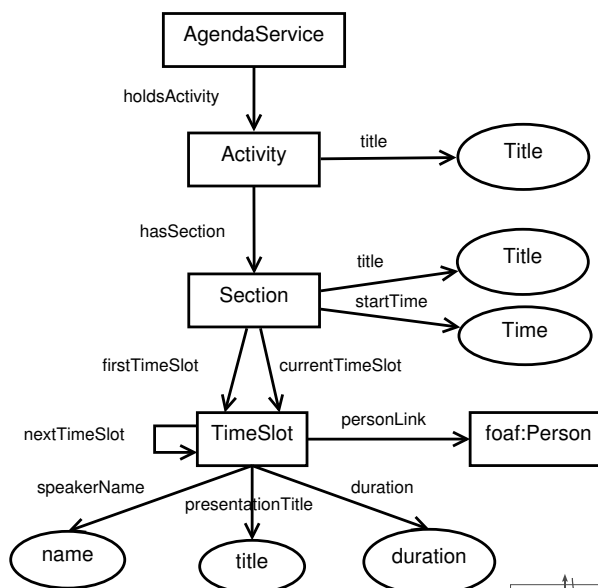 AgendaService
holdsActivity
Activity
title
Title
hasSection
Section
title
Title
startTime
Time
firstTimeSlot
currentTimeSlot
nextTimeSlot
TimeSlot
personLink
foaf:Person
speakerName
presentationTitle
duration
name
title
duration